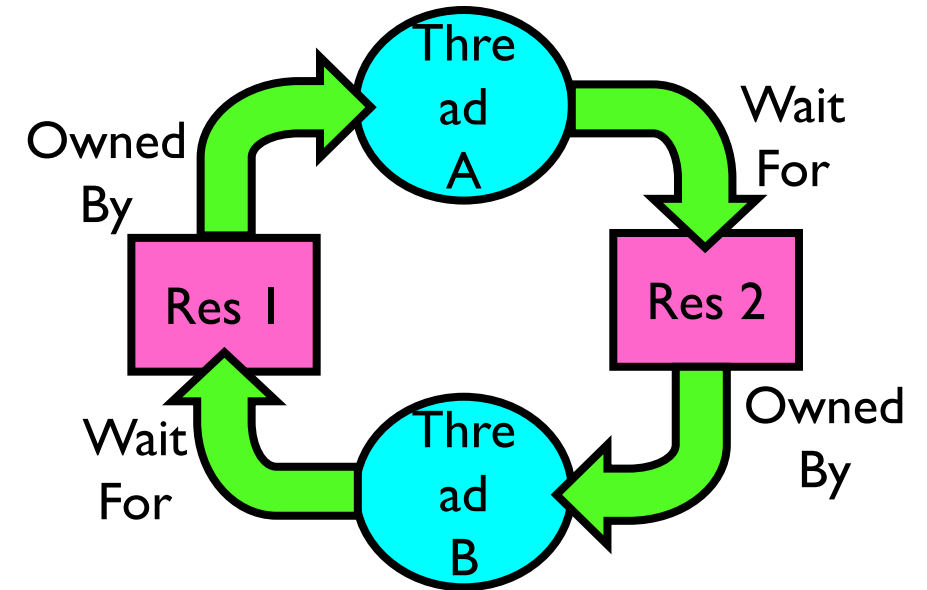 Thre
ad
A
Wait
For
Owned
By
Res 1
Res 2
Wait
For
Owned
By
Thre
ad
B